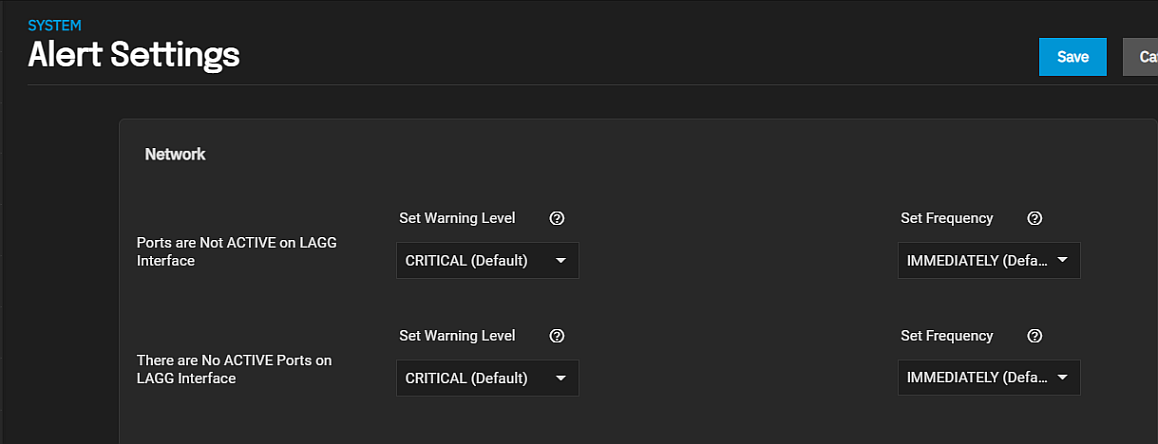 SYSTEM
Alert Settings
Save
Network
Set Warning Level
Set Frequency
Ports are Not ACTIVE on LAGG
Interface
CRITICAL (Default)
IMMEDIATELY (Defa...
Set Warning Level
Set Frequency
There are No ACTIVE Ports on
LAGG Interface
CRITICAL (Default)
IMMEDIATELY (Defa...